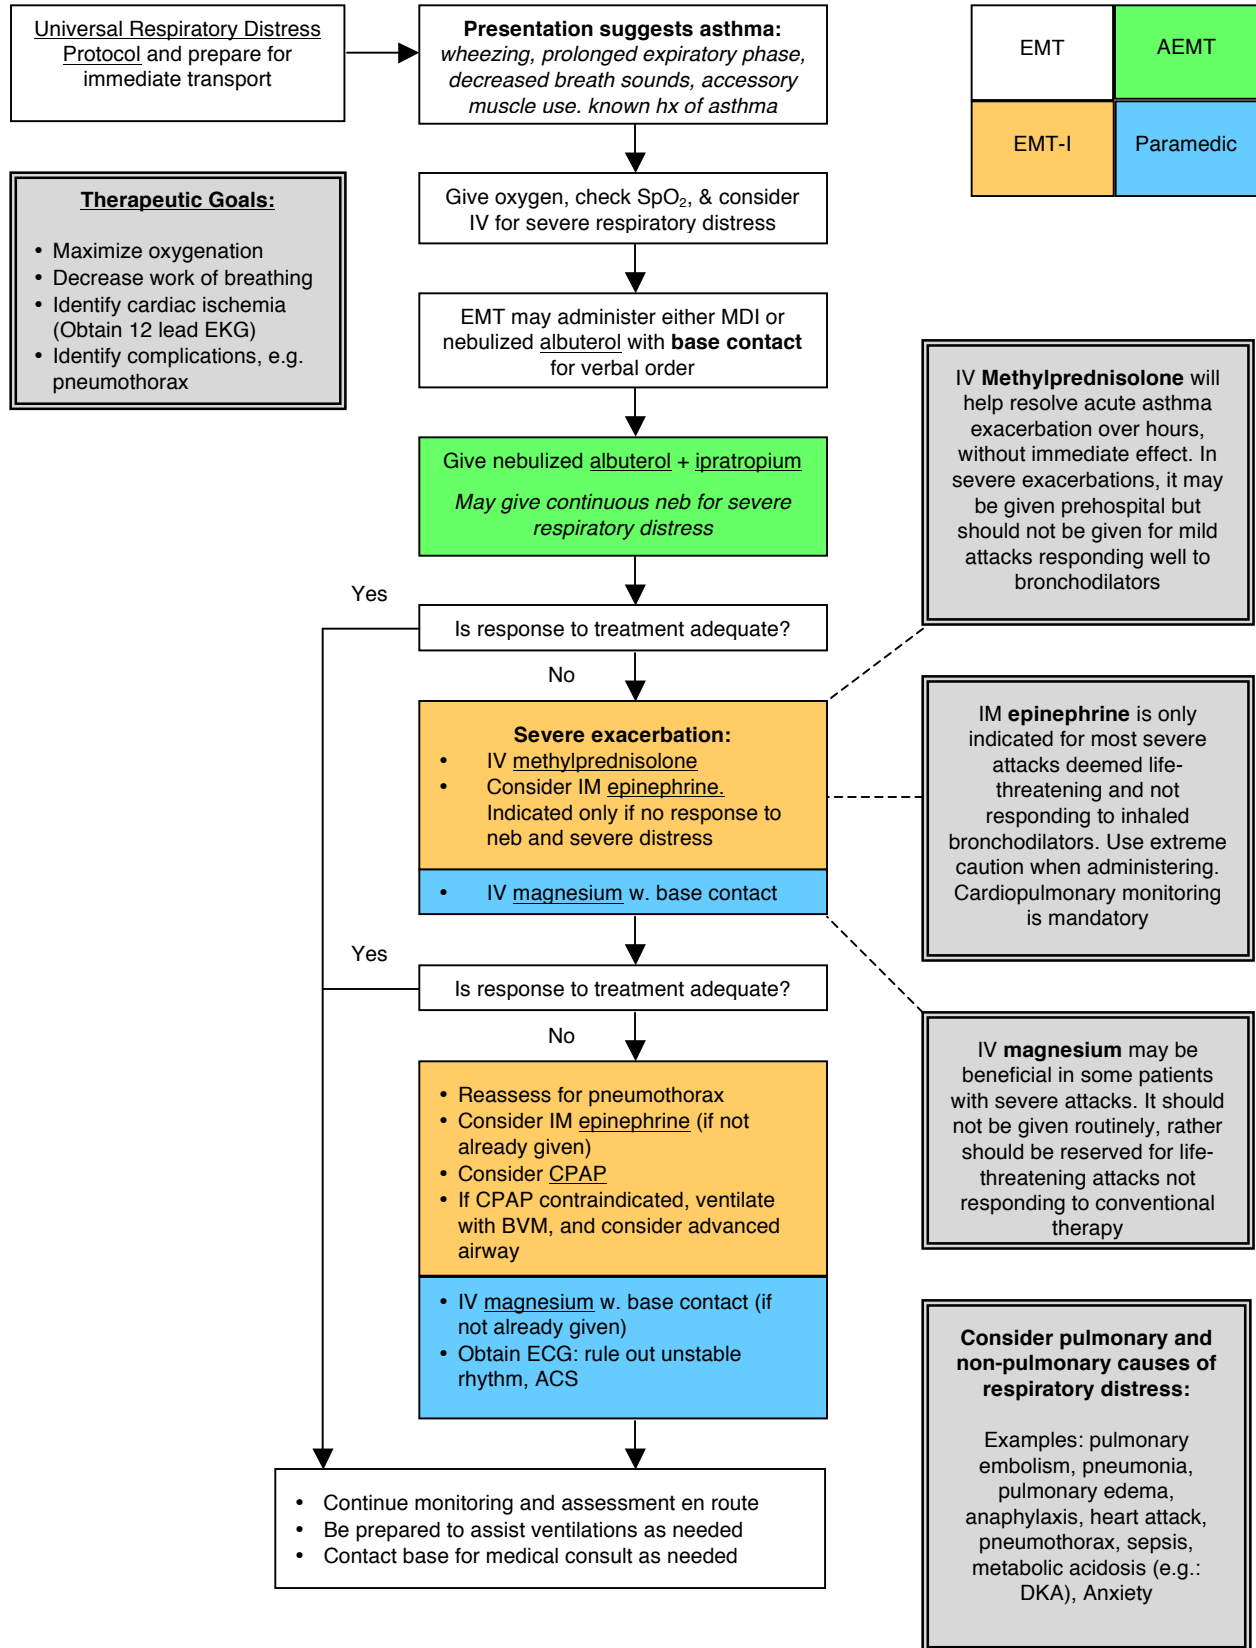 Universal Respiratory Distress
Protocol and prepare for
immediate transport
Presentation suggests asthma:
wheezing, prolonged expiratory phase,
decreased breath sounds, accessory
muscle use. known hx of asthma
EMT
AEMT
EMT-I
Paramedic
Therapeutic Goals:
• Maximize oxygenation
• Decrease work of breathing
• Identify cardiac ischemia
(Obtain 12 lead EKG)
• Identify complications, e.g.
pneumothorax
Give oxygen, check SpO₂, & consider
IV for severe respiratory distress
EMT may administer either MDI or
nebulized albuterol with base contact
for verbal order
Give nebulized albuterol + ipratropium
May give continuous neb for severe
respiratory distress
IV Methylprednisolone will
help resolve acute asthma
exacerbation over hours,
without immediate effect. In
severe exacerbations, it may
be given prehospital but
should not be given for mild
attacks responding well to
bronchodilators
Yes
Is response to treatment adequate?
No
Severe exacerbation:
• IV methylprednisolone
• Consider IM epinephrine.
Indicated only if no response to
neb and severe distress
• IV magnesium w. base contact
IM epinephrine is only
indicated for most severe
attacks deemed life-
threatening and not
responding to inhaled
bronchodilators. Use extreme
caution when administering.
Cardiopulmonary monitoring
is mandatory
Yes
Is response to treatment adequate?
No
• Reassess for pneumothorax
• Consider IM epinephrine (if not
already given)
• Consider CPAP
• If CPAP contraindicated, ventilate
with BVM, and consider advanced
airway
• IV magnesium w. base contact (if
not already given)
• Obtain ECG: rule out unstable
rhythm, ACS
IV magnesium may be
beneficial in some patients
with severe attacks. It should
not be given routinely, rather
should be reserved for life-
threatening attacks not
responding to conventional
therapy
• Continue monitoring and assessment en route
• Be prepared to assist ventilations as needed
• Contact base for medical consult as needed
Consider pulmonary and
non-pulmonary causes of
respiratory distress:
Examples: pulmonary
embolism, pneumonia,
pulmonary edema,
anaphylaxis, heart attack,
pneumothorax, sepsis,
metabolic acidosis (e.g.:
DKA), Anxiety